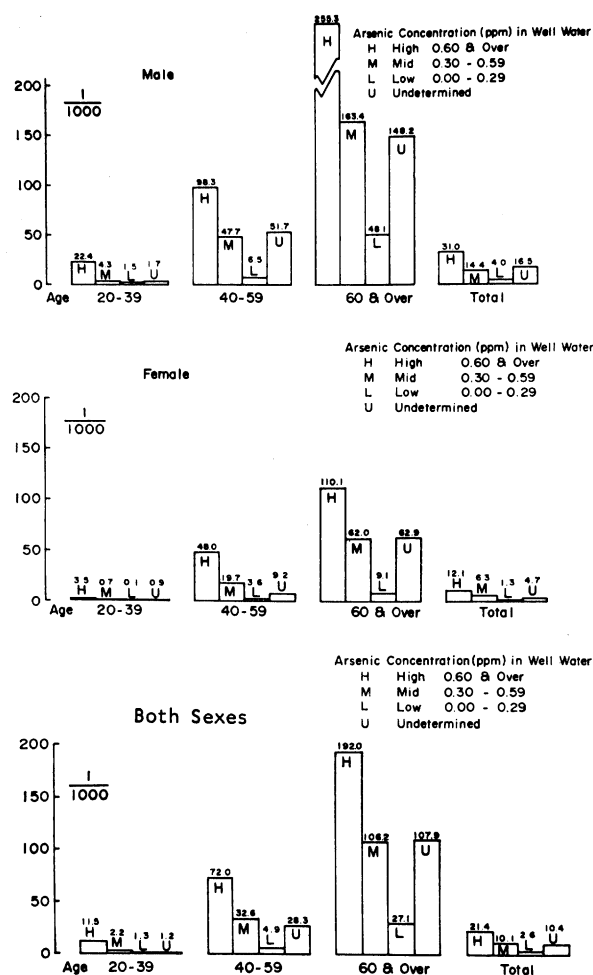 255.3
Arsenic Concentration (ppm) in Well Water
H High 0.60 & Over
M Mid 0.30 - 0.59
L Low 0.00 - 0.29
U Undetermined
Male
1/1000
200
150
100
50
0
22.4 4.3 1.5 1.7
H M L U
98.3 47.7 6.5 51.7
H M L U
163.4 48.1 148.2
H M L U
31.0 14.4 4.0 16.5
H M L U
Age 20-39 40-59 60 & Over Total
Arsenic Concentration (ppm) in Well Water
H High 0.60 & Over
M Mid 0.30 - 0.59
L Low 0.00 - 0.29
U Undetermined
Female
1/1000
200
150
100
50
0
3.5 0.7 0.1 0.9
H M L U
48.0 19.7 3.6 9.2
H M L U
110.1 62.0 9.1 62.9
H M L U
12.1 6.3 1.3 4.7
H M L U
Age 20-39 40-59 60 & Over Total
Arsenic Concentration(ppm) in Well Water
H High 0.60 & Over
M Mid 0.30 - 0.59
L Low 0.00 - 0.29
U Undetermined
Both Sexes
1/1000
200
150
100
50
0
11.5 2.2 1.3 1.2
H M L U
72.0 32.6 4.9 28.3
H M L U
192.0 106.2 27.1 107.9
H M L U
21.4 10.1 2.6 10.4
H M L U
Age 20-39 40-59 60 & Over Total